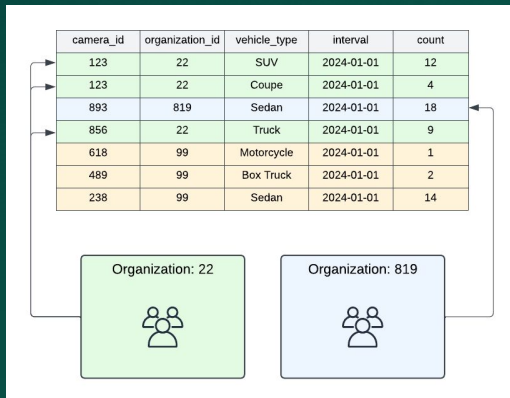 camera_id organization_id vehicle_type interval count
123 22 SUV 2024-01-01 12
123 22 Coupe 2024-01-01 4
893 819 Sedan 2024-01-01 18
856 22 Truck 2024-01-01 9
618 99 Motorcycle 2024-01-01 1
489 99 Box Truck 2024-01-01 2
238 99 Sedan 2024-01-01 14
Organization: 22 Organization: 819